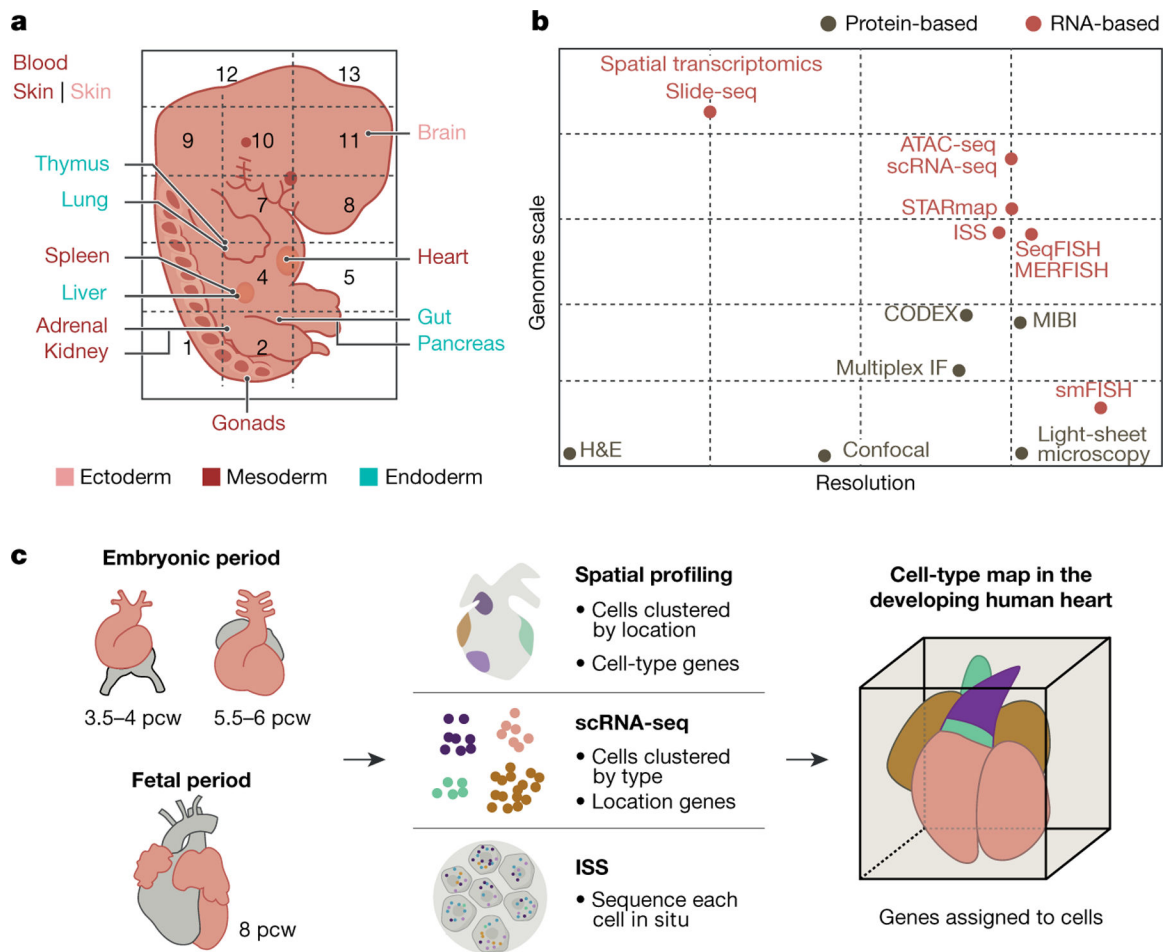 a
Blood
Skin | Skin
12
13
9
10
11
Brain
Thymus
Lung
7
8
Spleen
Heart
4
5
Liver
Adrenal
Gut
Kidney
1
2
Pancreas
Gonads
Ectoderm
Mesoderm
Endoderm
b
Protein-based
RNA-based
Genome scale
Spatial transcriptomics
Slide-seq
ATAC-seq
scRNA-seq
STARmap
ISS
SeqFISH
MERFISH
CODEX
MIBI
Multiplex IF
smFISH
H&E
Confocal
Light-sheet
microscopy
Resolution
c
Embryonic period
3.5–4 pcw
5.5–6 pcw
Fetal period
8 pcw
Spatial profiling
• Cells clustered
by location
• Cell-type genes
scRNA-seq
• Cells clustered
by type
• Location genes
ISS
• Sequence each
cell in situ
Cell-type map in the
developing human heart
Genes assigned to cells